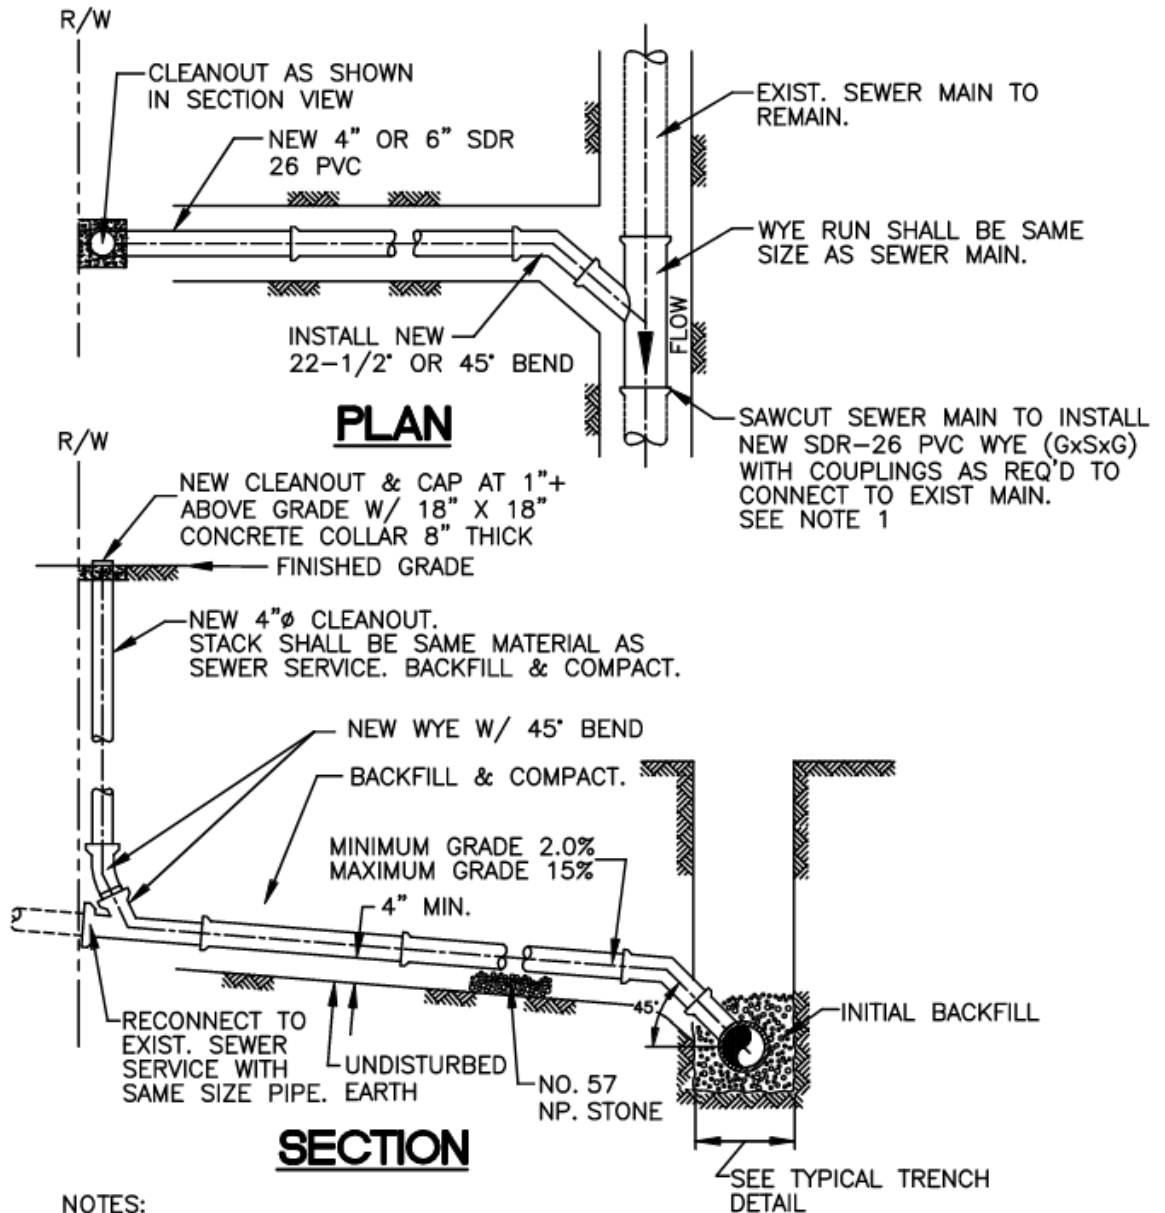 R/W
CLEANOUT AS SHOWN
IN SECTION VIEW
NEW 4" OR 6" SDR
26 PVC
EXIST. SEWER MAIN TO
REMAIN.
WYE RUN SHALL BE SAME
SIZE AS SEWER MAIN.
FLOW
INSTALL NEW
22-1/2° OR 45° BEND
PLAN
SAWCUT SEWER MAIN TO INSTALL
NEW SDR-26 PVC WYE (GxSxG)
WITH COUPLINGS AS REQ'D TO
CONNECT TO EXIST MAIN.
SEE NOTE 1
R/W
NEW CLEANOUT & CAP AT 1"+
ABOVE GRADE W/ 18" X 18"
CONCRETE COLLAR 8" THICK
FINISHED GRADE
NEW 4"ø CLEANOUT.
STACK SHALL BE SAME MATERIAL AS
SEWER SERVICE. BACKFILL & COMPACT.
NEW WYE W/ 45° BEND
BACKFILL & COMPACT.
MINIMUM GRADE 2.0%
MAXIMUM GRADE 15%
4" MIN.
45°
INITIAL BACKFILL
RECONNECT TO
EXIST. SEWER
SERVICE WITH
SAME SIZE PIPE.
UNDISTURBED
EARTH
NO. 57
NP. STONE
SECTION
SEE TYPICAL TRENCH
DETAIL
NOTES: